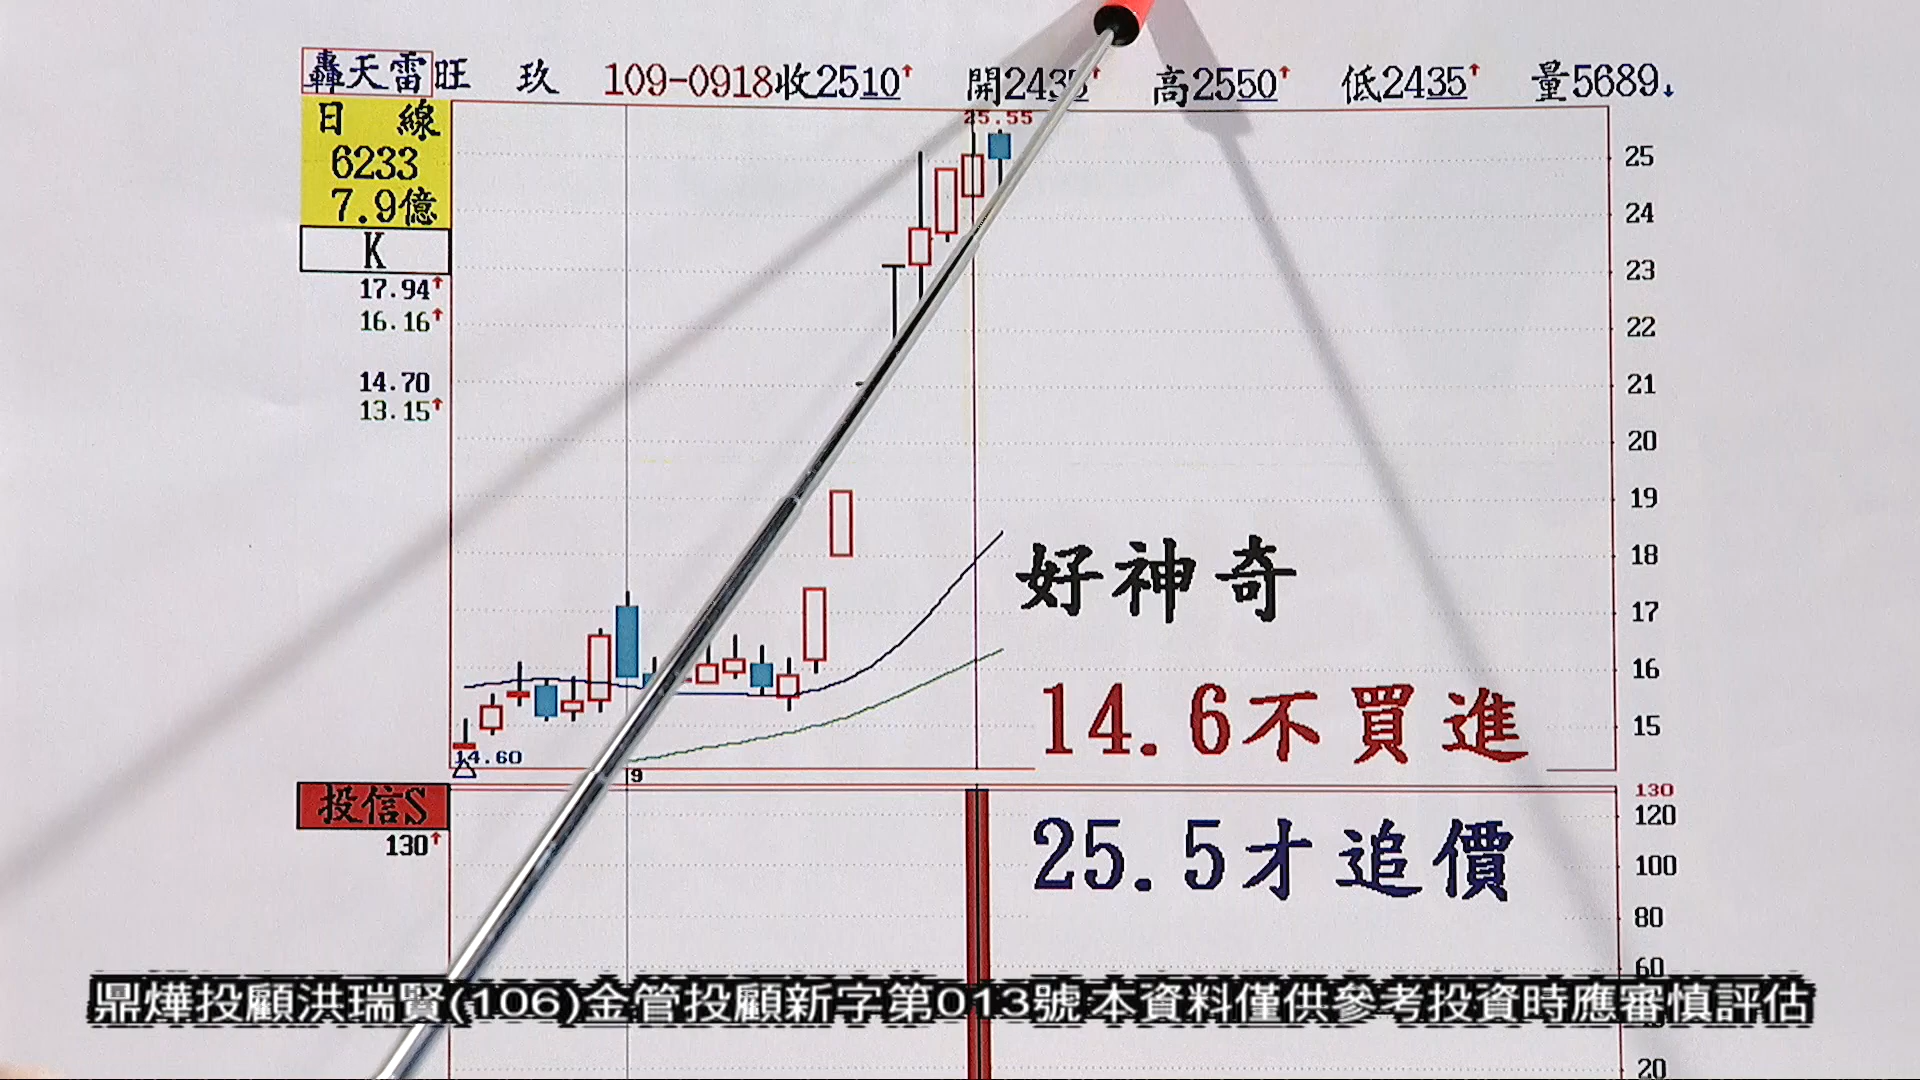 轟天雷旺 玖 109-0918收2510↑ 開2435↑ 高2550↑ 低2435↑ 量5689↓
日 線
6233
7.9億
K
17.94↑
16.16↑
14.70
13.15↑
25.55
25
24
23
22
21
20
19
18
17
16
15
好神奇
14.6不買進
14.60
9
投信S
130↑
130
120
100
80
60
20
25.5才追價
鼎燁投顧洪瑞賢(106)金管投顧新字第013號本資料僅供參考投資時應審慎評估